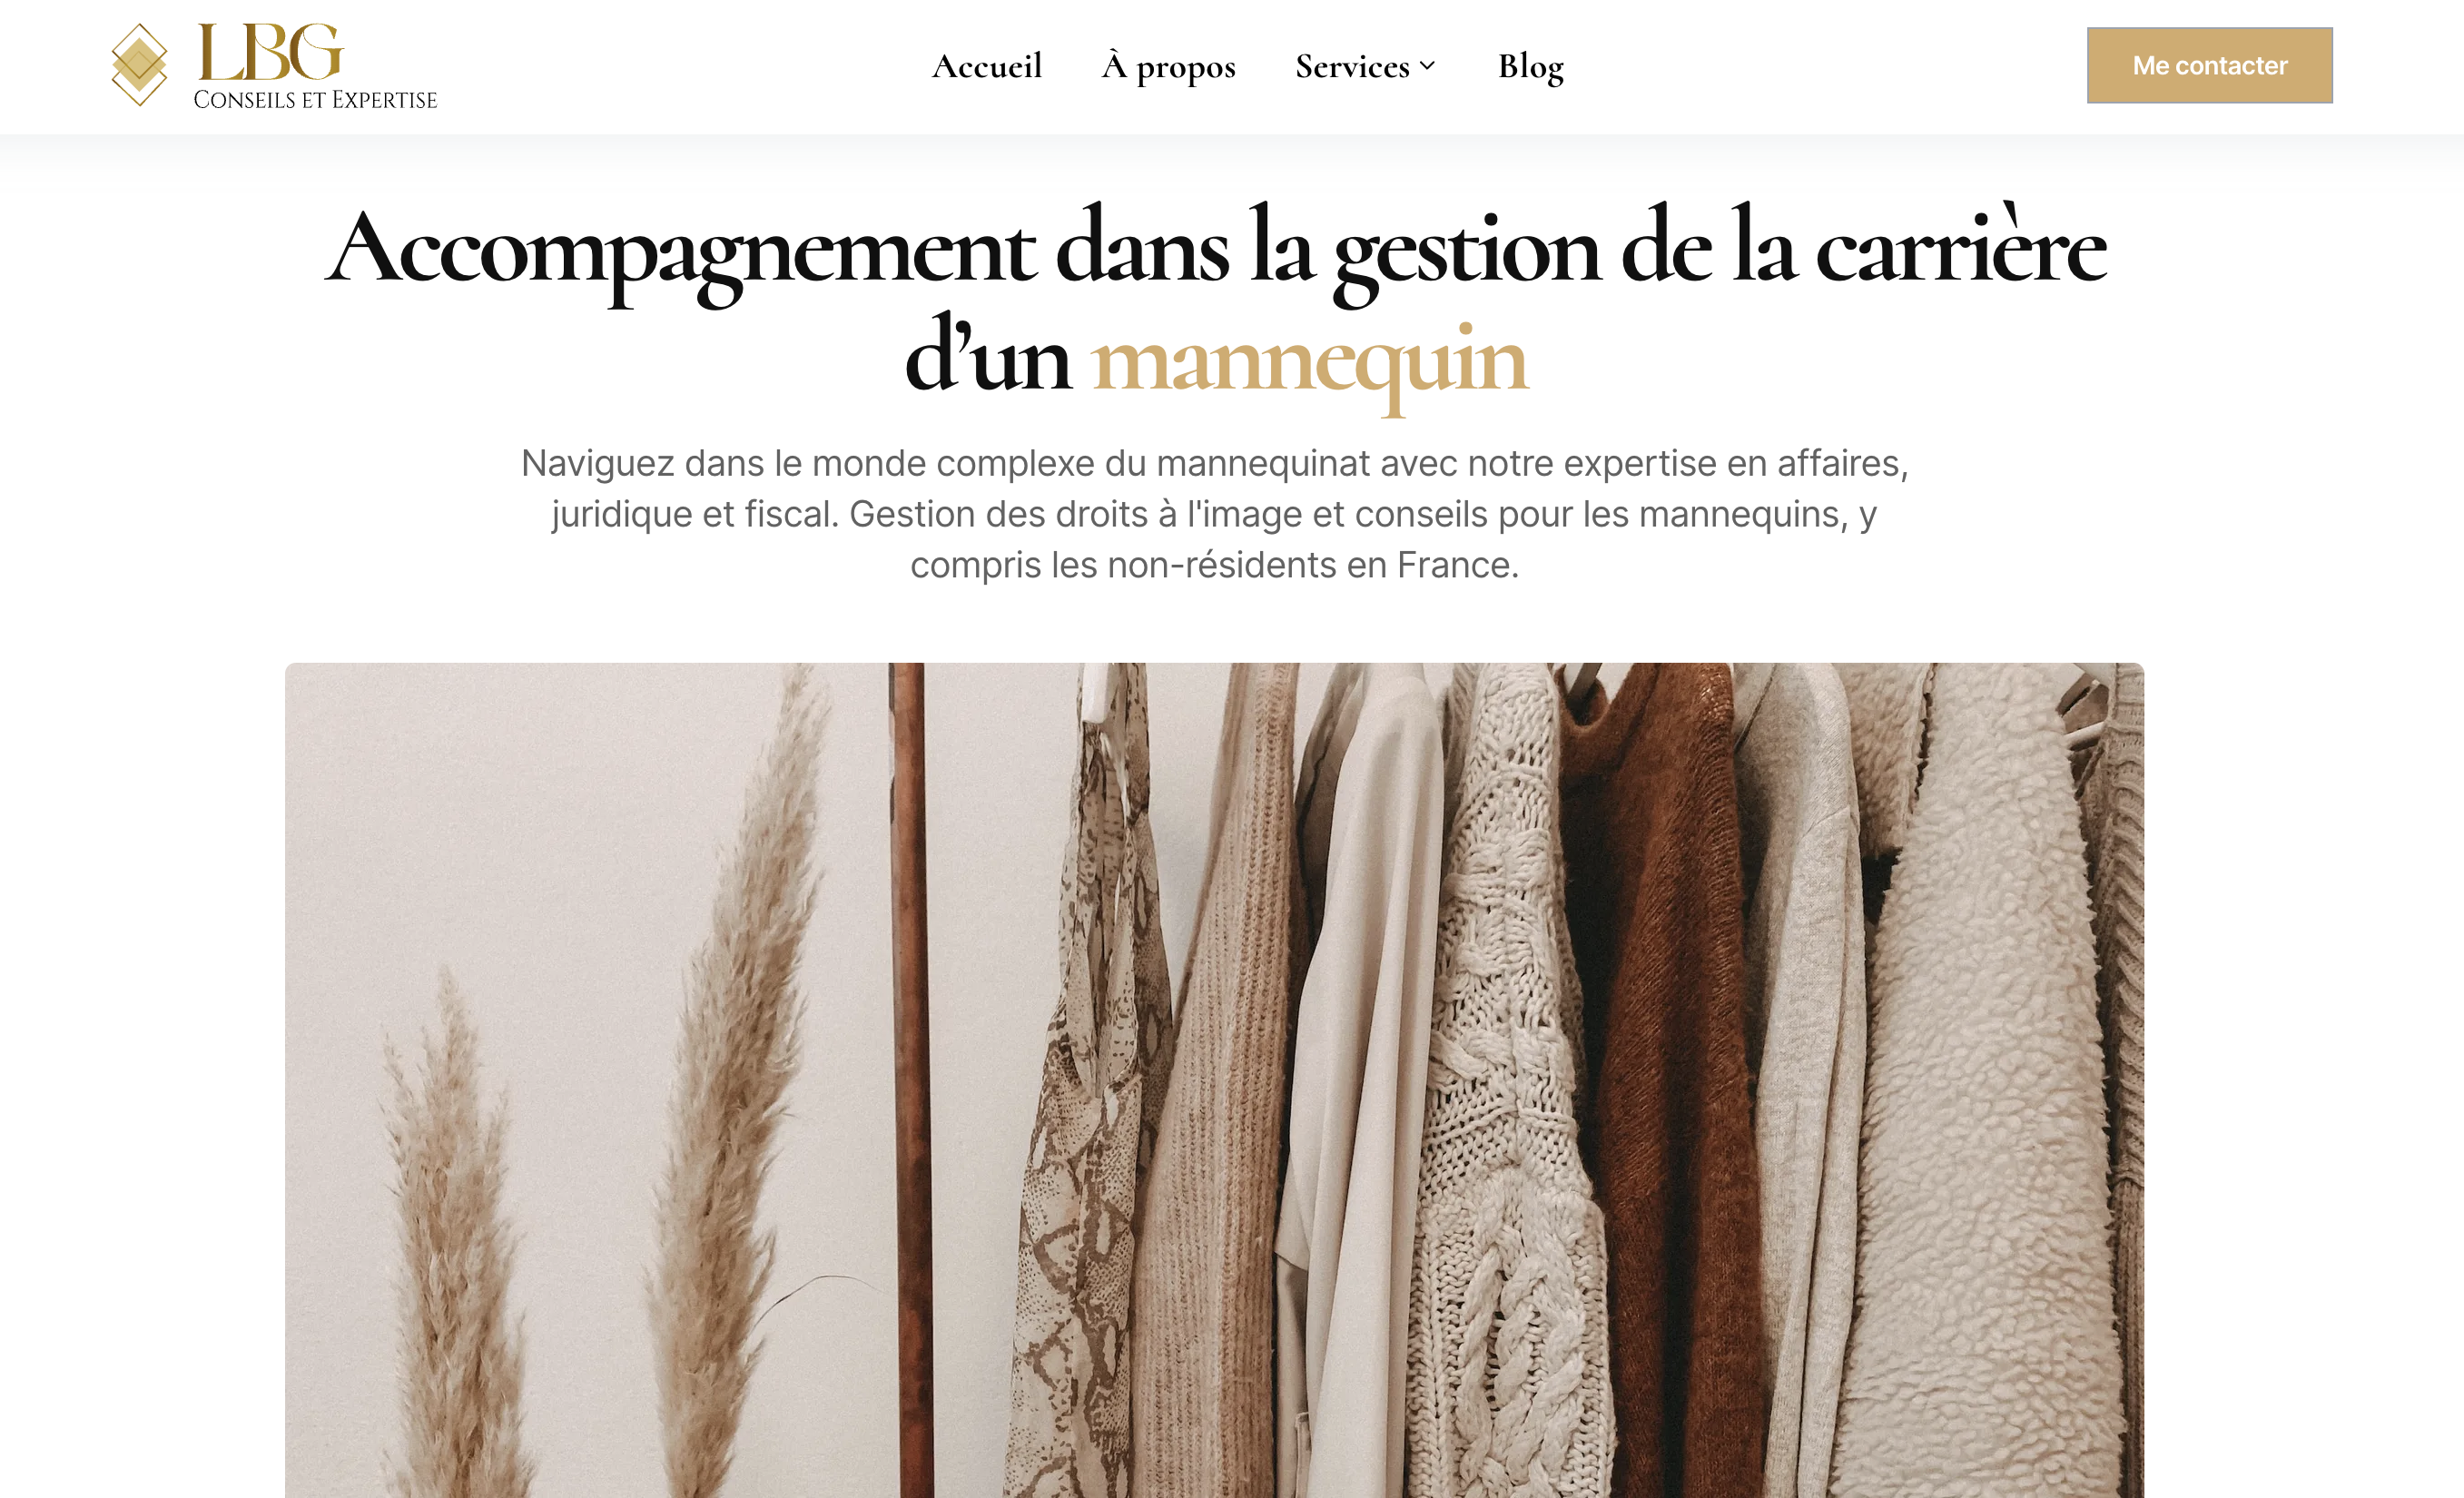 LBG
Conseils et Expertise
Accueil
À propos
Services
Blog
Me contacter
Accompagnement dans la gestion de la carrière
d’un mannequin
Naviguez dans le monde complexe du mannequinat avec notre expertise en affaires,
juridique et fiscal. Gestion des droits à l'image et conseils pour les mannequins, y
compris les non-résidents en France.